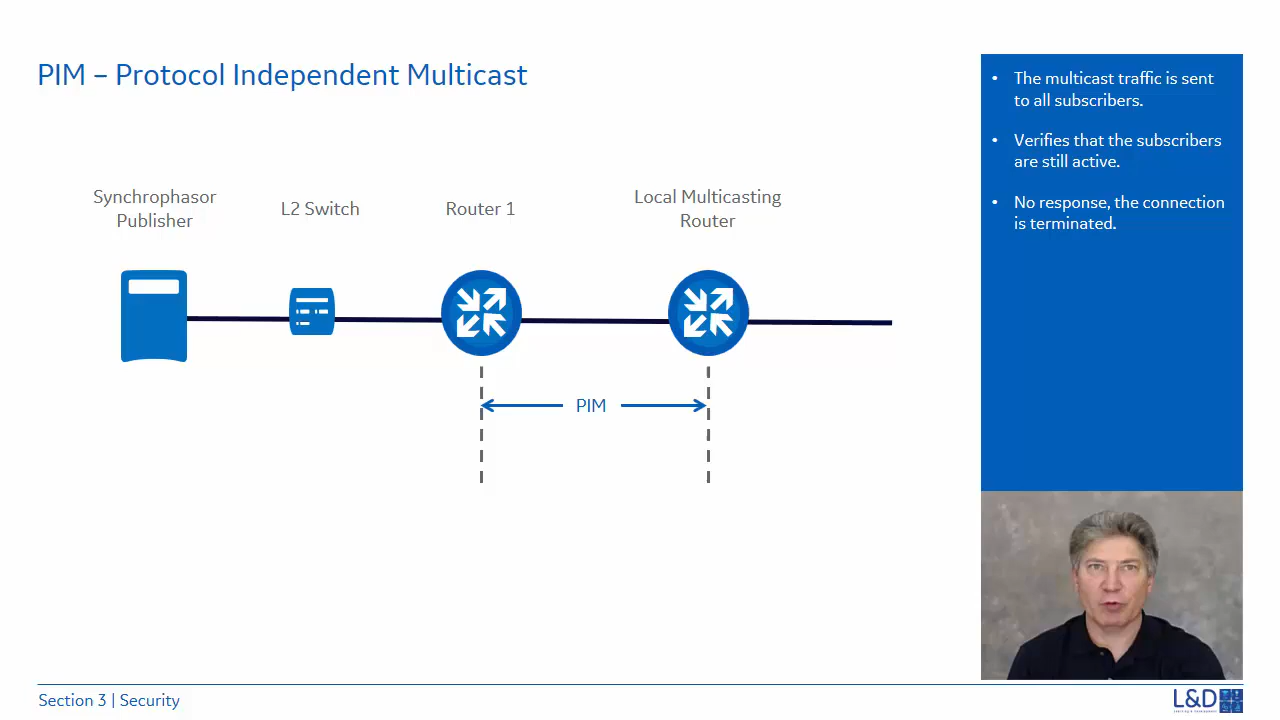 PIM – Protocol Independent Multicast
Synchrophasor
Publisher
L2 Switch
Router 1
Local Multicasting
Router
PIM
• The multicast traffic is sent
to all subscribers.
• Verifies that the subscribers
are still active.
• No response, the connection
is terminated.
Section 3 | Security
L&D